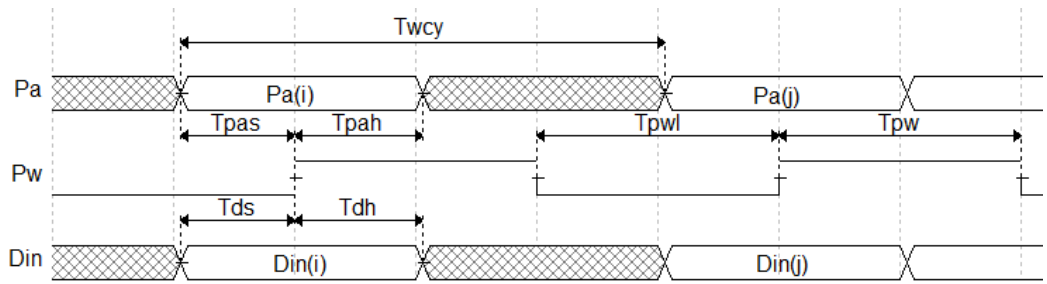 Twcy
Pa Pa(i) Pa(j)
Tpas Tpah Tpwl Tpw
Pw
Tds Tdh
Din Din(i) Din(j)